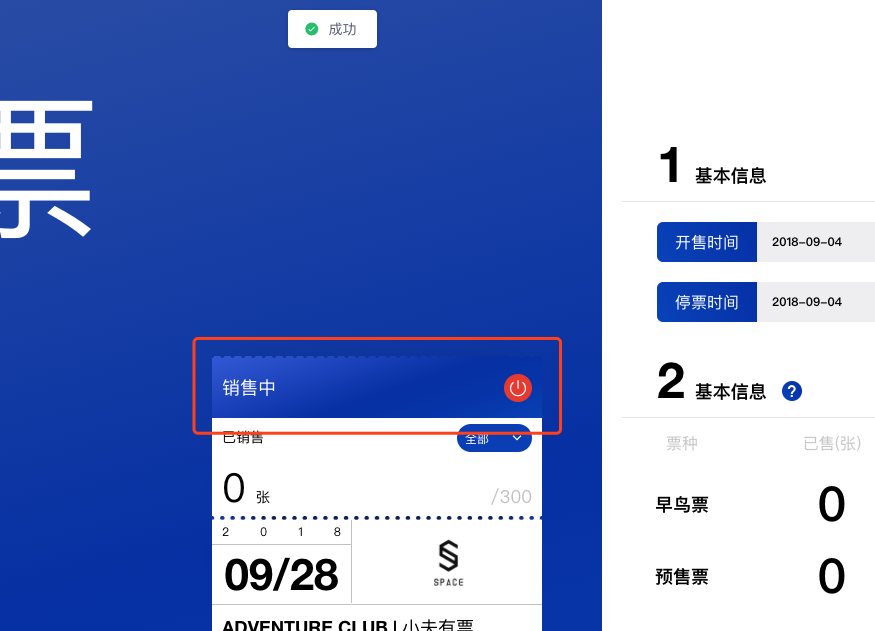 成功
票
销售中
已销售 全部
0 张 /300
2 0 1 8
09/28
SPACE
ADVENTURE CLUB | 小夫有票
1 基本信息
开售时间 2018-09-04
停票时间 2018-09-04
2 基本信息 ?
票种 已售(张)
早鸟票 0
预售票 0